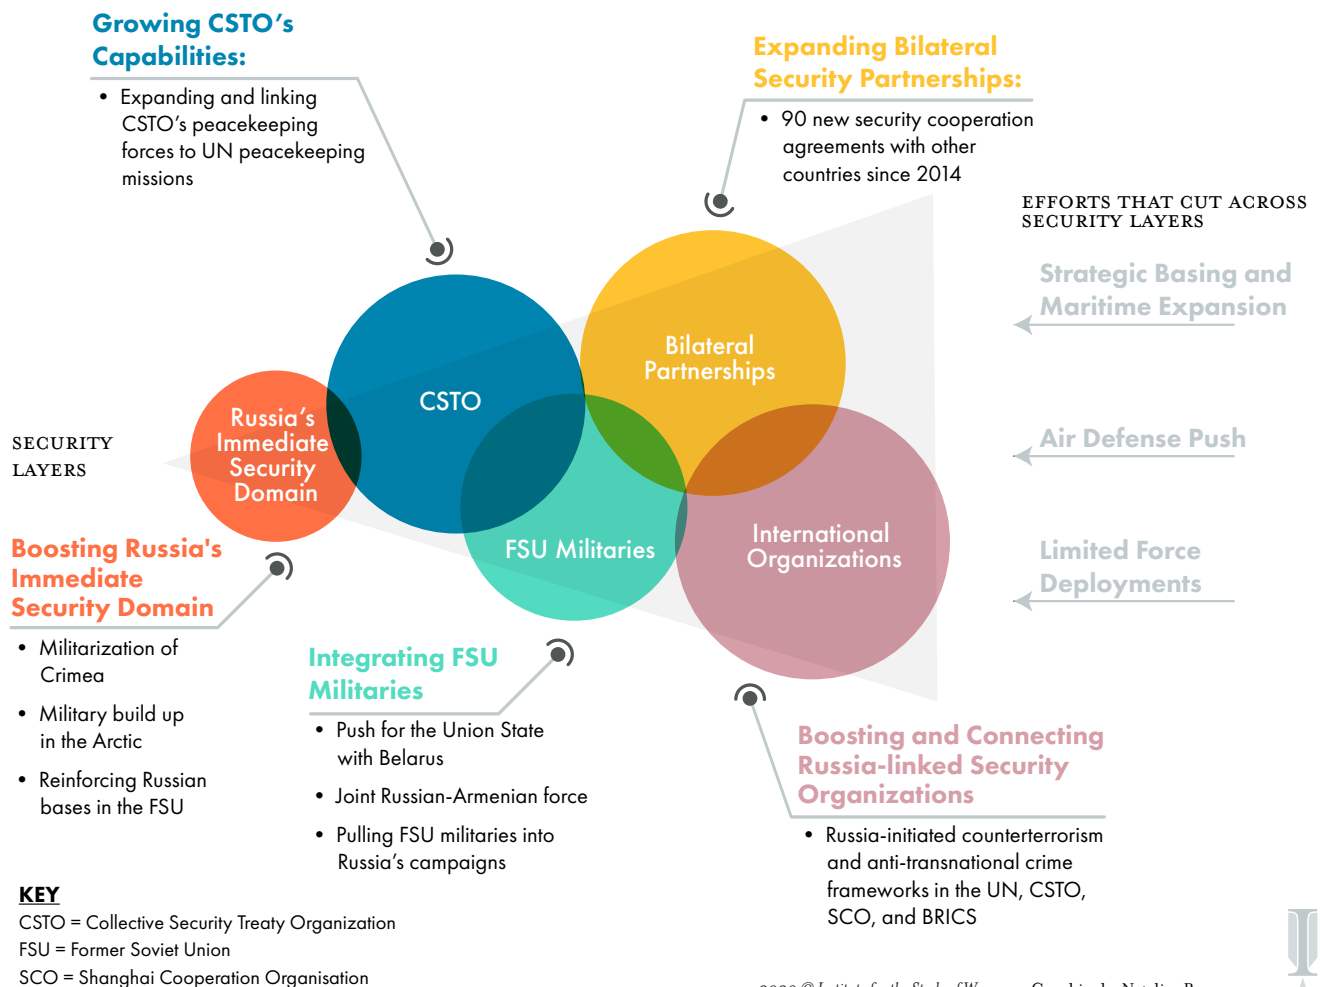 Growing CSTO’s
Capabilities:
• Expanding and linking
CSTO’s peacekeeping
forces to UN peacekeeping
missions
Expanding Bilateral
Security Partnerships:
• 90 new security cooperation
agreements with other
countries since 2014
EFFORTS THAT CUT ACROSS
SECURITY LAYERS
Strategic Basing and
Maritime Expansion
Air Defense Push
Limited Force
Deployments
SECURITY
LAYERS
Russia’s
Immediate
Security
Domain
CSTO
Bilateral
Partnerships
FSU Militaries
International
Organizations
Boosting Russia's
Immediate
Security Domain
• Militarization of
Crimea
• Military build up
in the Arctic
• Reinforcing Russian
bases in the FSU
Integrating FSU
Militaries
• Push for the Union State
with Belarus
• Joint Russian-Armenian force
• Pulling FSU militaries into
Russia’s campaigns
Boosting and Connecting
Russia-linked Security
Organizations
• Russia-initiated counterterrorism
and anti-transnational crime
frameworks in the UN, CSTO,
SCO, and BRICS
KEY
CSTO = Collective Security Treaty Organization
FSU = Former Soviet Union
SCO = Shanghai Cooperation Organisation